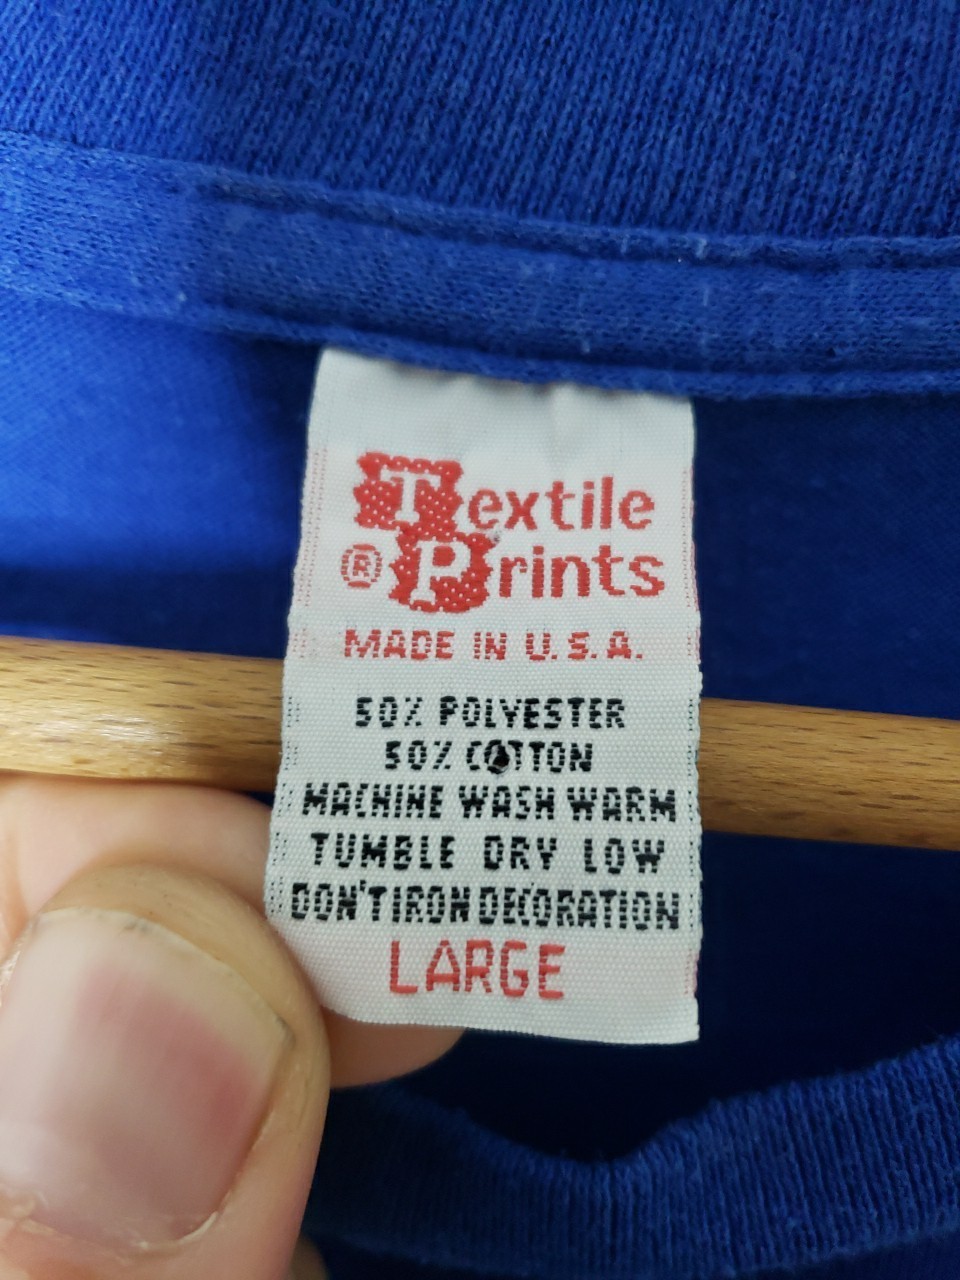 Textile
® Prints
MADE IN U.S.A.
50% POLYESTER
50% COTTON
MACHINE WASH WARM
TUMBLE DRY LOW
DON'T IRON DECORATION
LARGE